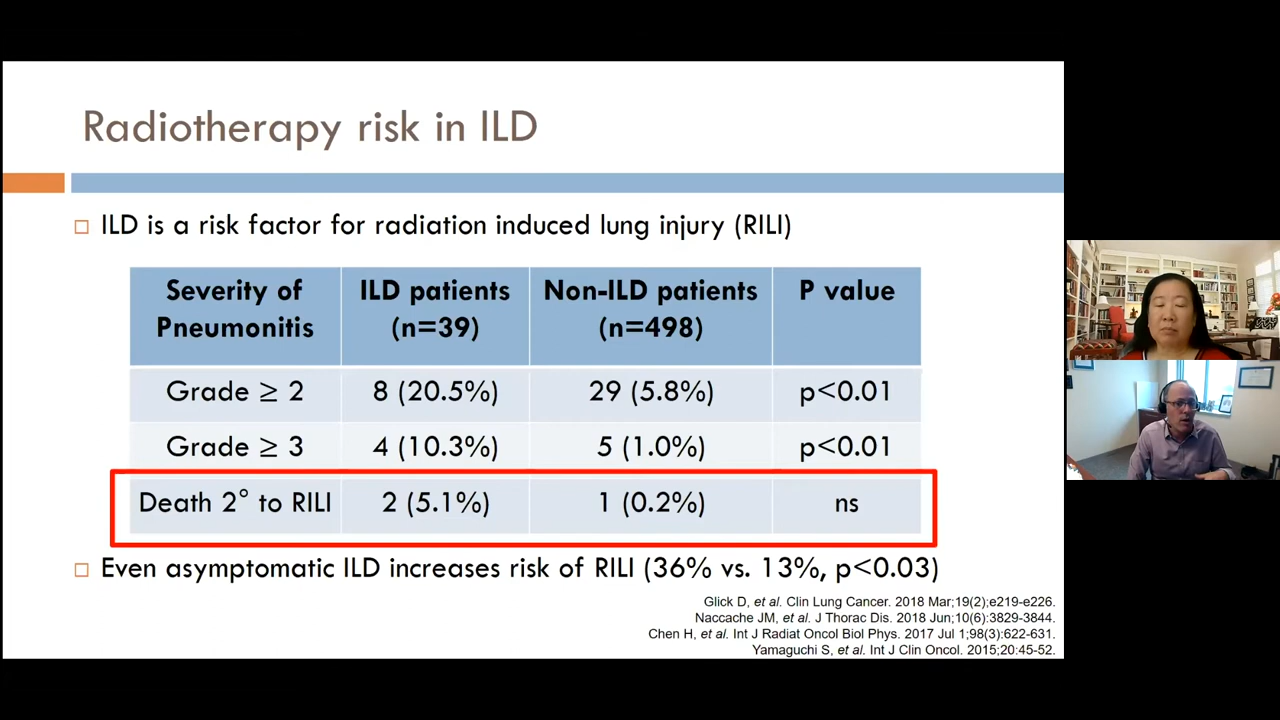 Radiotherapy risk in ILD
ILD is a risk factor for radiation induced lung injury (RILI)
Severity of Pneumonitis ILD patients (n=39) Non-ILD patients (n=498) P value
Grade ≥ 2 8 (20.5%) 29 (5.8%) p<0.01
Grade ≥ 3 4 (10.3%) 5 (1.0%) p<0.01
Death 2° to RILI 2 (5.1%) 1 (0.2%) ns
Even asymptomatic ILD increases risk of RILI (36% vs. 13%, p<0.03)
Glick D, et al. Clin Lung Cancer. 2018 Mar;19(2);e219-e226.
Naccache JM, et al. J Thorac Dis. 2018 Jun;10(6):3829-3844.
Chen H, et al. Int J Radiat Oncol Biol Phys. 2017 Jul 1;98(3):622-631.
Yamaguchi S, et al. Int J Clin Oncol. 2015;20:45-52.